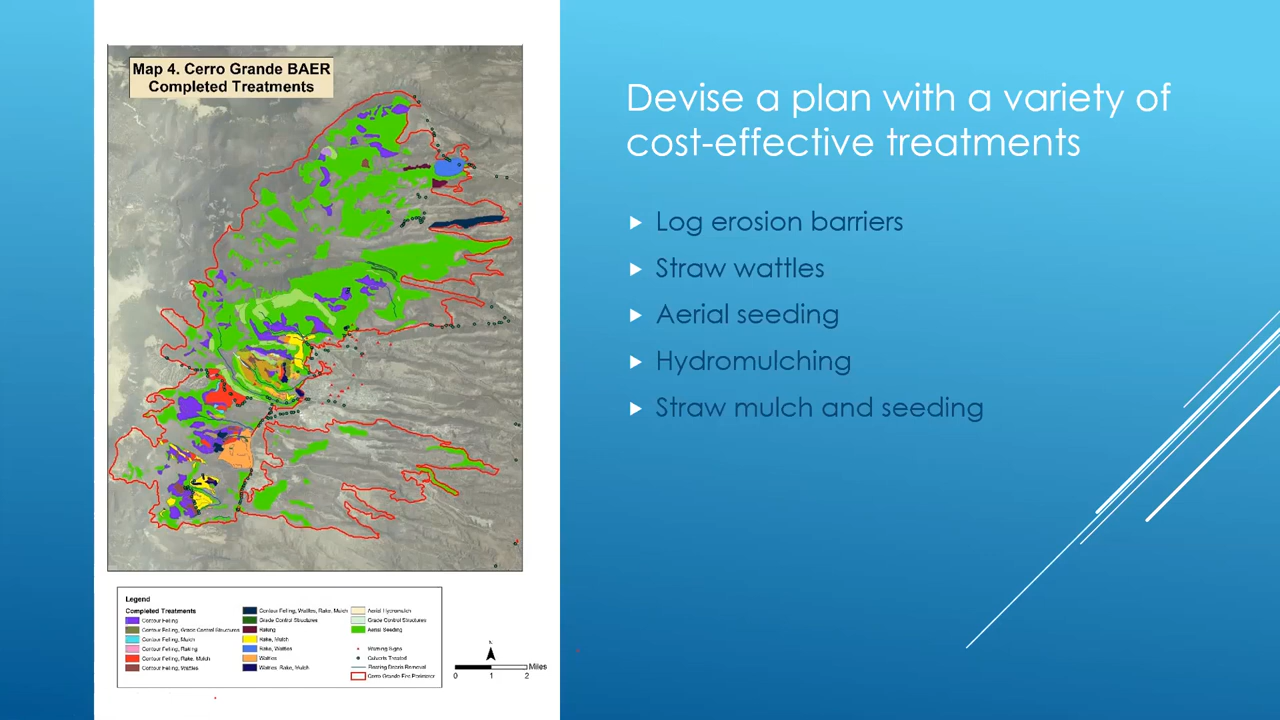 Map 4. Cerro Grande BAER
Completed Treatments
Legend
Completed Treatments
Contour Felling
Contour Felling, Grade Control Structures
Contour Felling, Mulch
Contour Felling, Raking
Contour Felling, Rake, Mulch
Contour Felling, Wattles
Contour Felling, Wattles, Rake, Mulch
Grade Control Structures
Raking
Rake, Mulch
Rake, Wattles
Wattles
Wattles, Rake, Mulch
Aerial Hydromulch
Grade Control Structures
Aerial Seeding
Warning Signs
Culverts Treated
Floating Debris Removal
Cerro Grande Fire Perimeter
N
Miles
0 1 2
Devise a plan with a variety of
cost-effective treatments
Log erosion barriers
Straw wattles
Aerial seeding
Hydromulching
Straw mulch and seeding